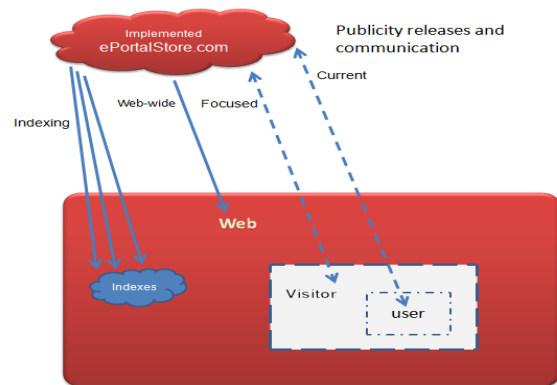 Implemented
ePortalStore.com
Publicity releases and
communication
Current
Web-wide
Focused
Indexing
Web
Indexes
Visitor
user